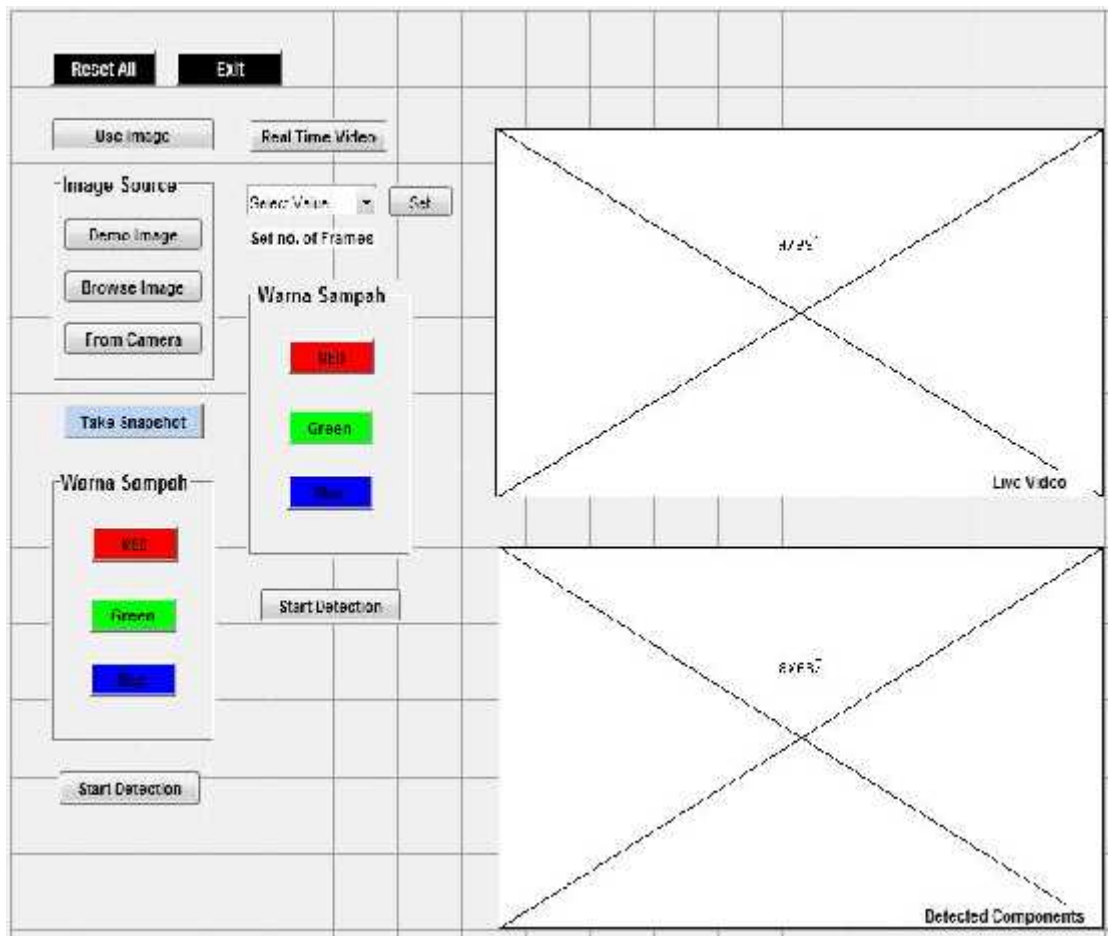 Reset All
Exit
Use Image
Real Time Video
Image Source
Demo Image
Browse Image
From Camera
Select Value
Set
Set no. of Frames
Warna Sampah
RED
Green
Blue
Take Snapshot
Warna Sampah
RED
Green
Blue
Start Detection
Start Detection
axes1
Live Video
axes2
Detected Components